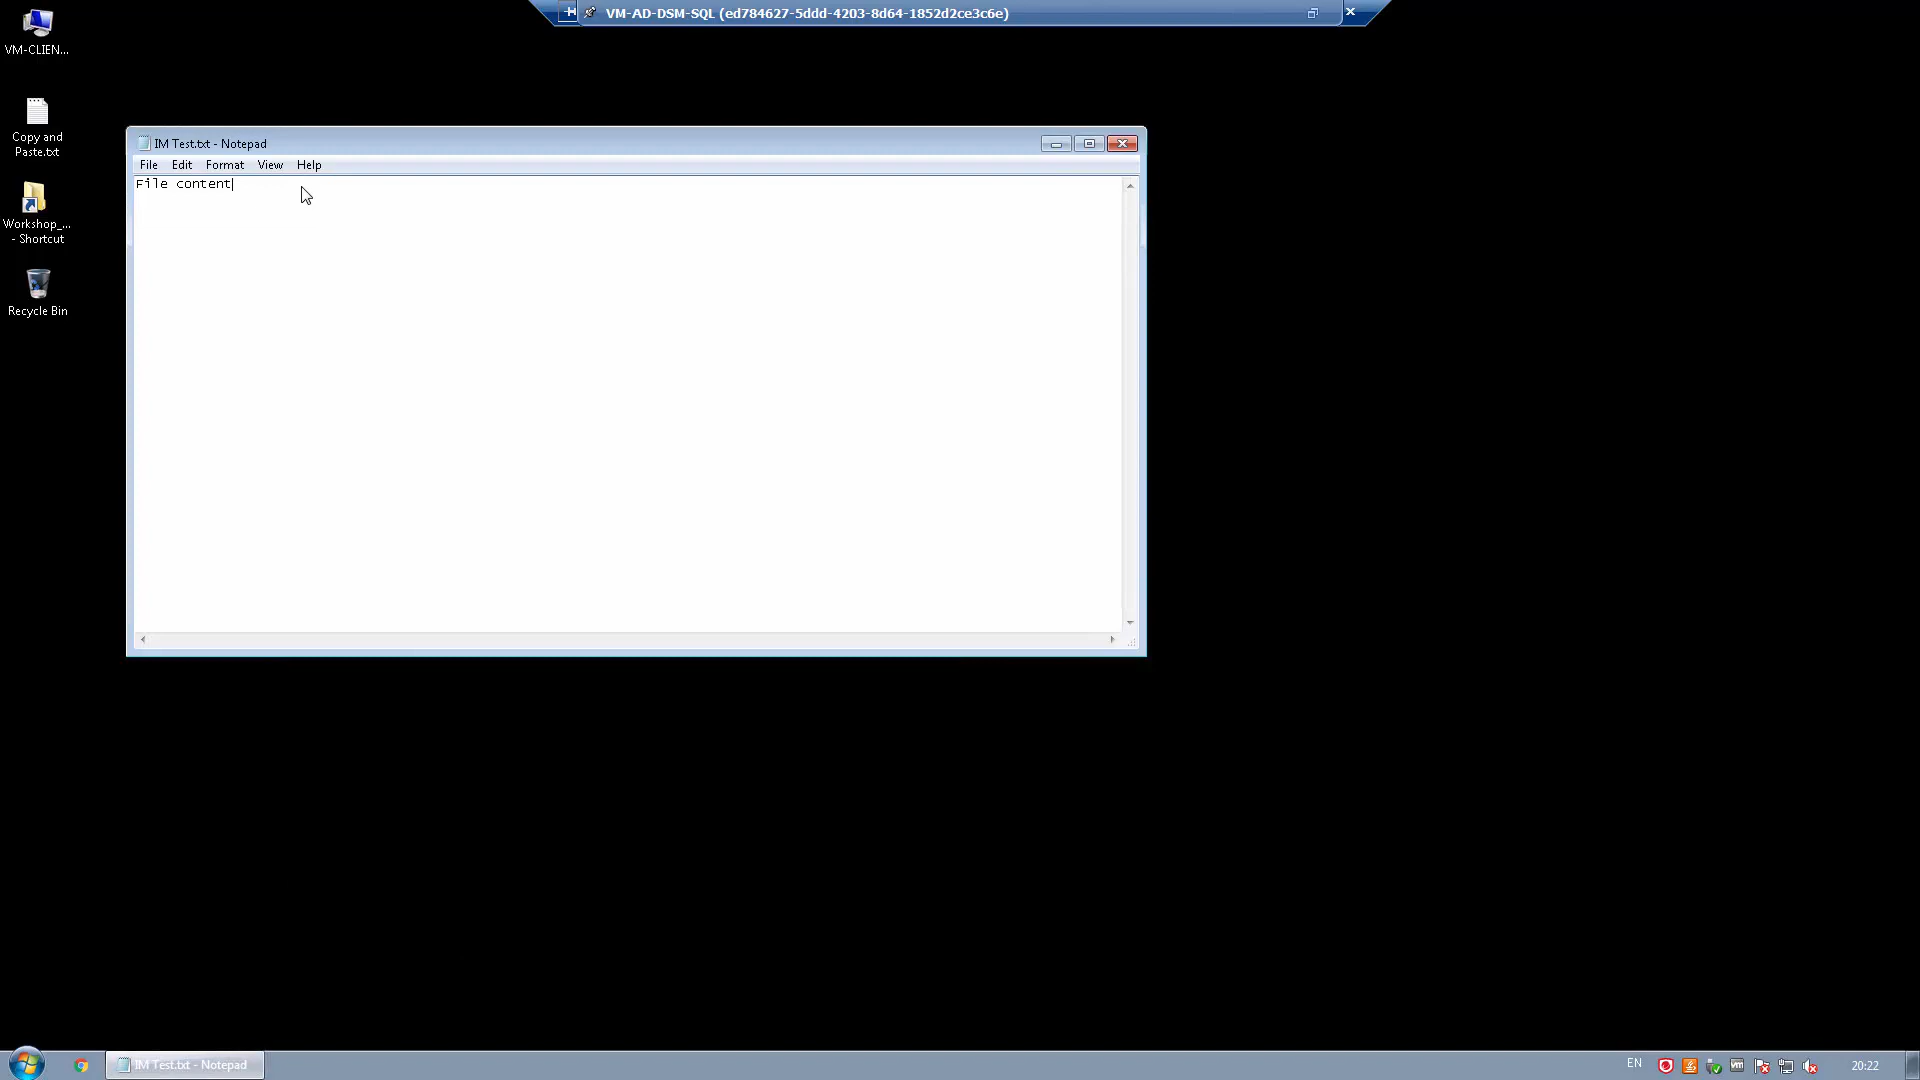 VM-AD-DSM-SQL (ed784627-5ddd-4203-8d64-1852d2ce3c6e)
VM-CLIEN...
Copy and
Paste.txt
Workshop_...
- Shortcut
Recycle Bin
IM Test.txt - Notepad
File Edit Format View Help
File content
IM Test.txt - Notepad
EN
vm
20:22